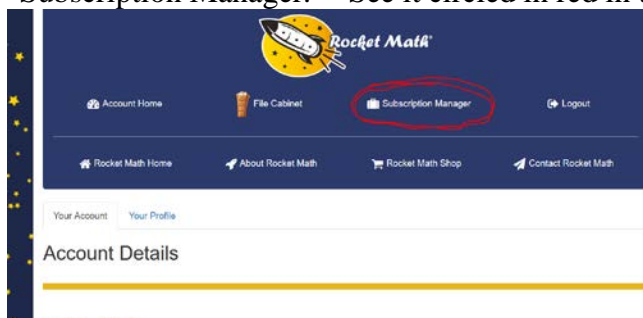 Subscription Manager. See it circled in red in t
Rocket Math
Account Home File Cabinet Subscription Manager Logout
Rocket Math Home About Rocket Math Rocket Math Shop Contact Rocket Math
Your Account Your Profile
Account Details